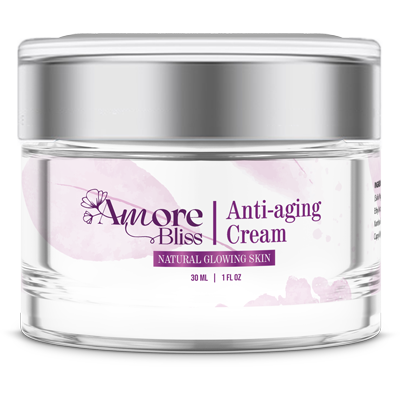 Amore
Bliss
Anti-aging
Cream
NATURAL GLOWING SKIN
30 ML | 1 FL OZ